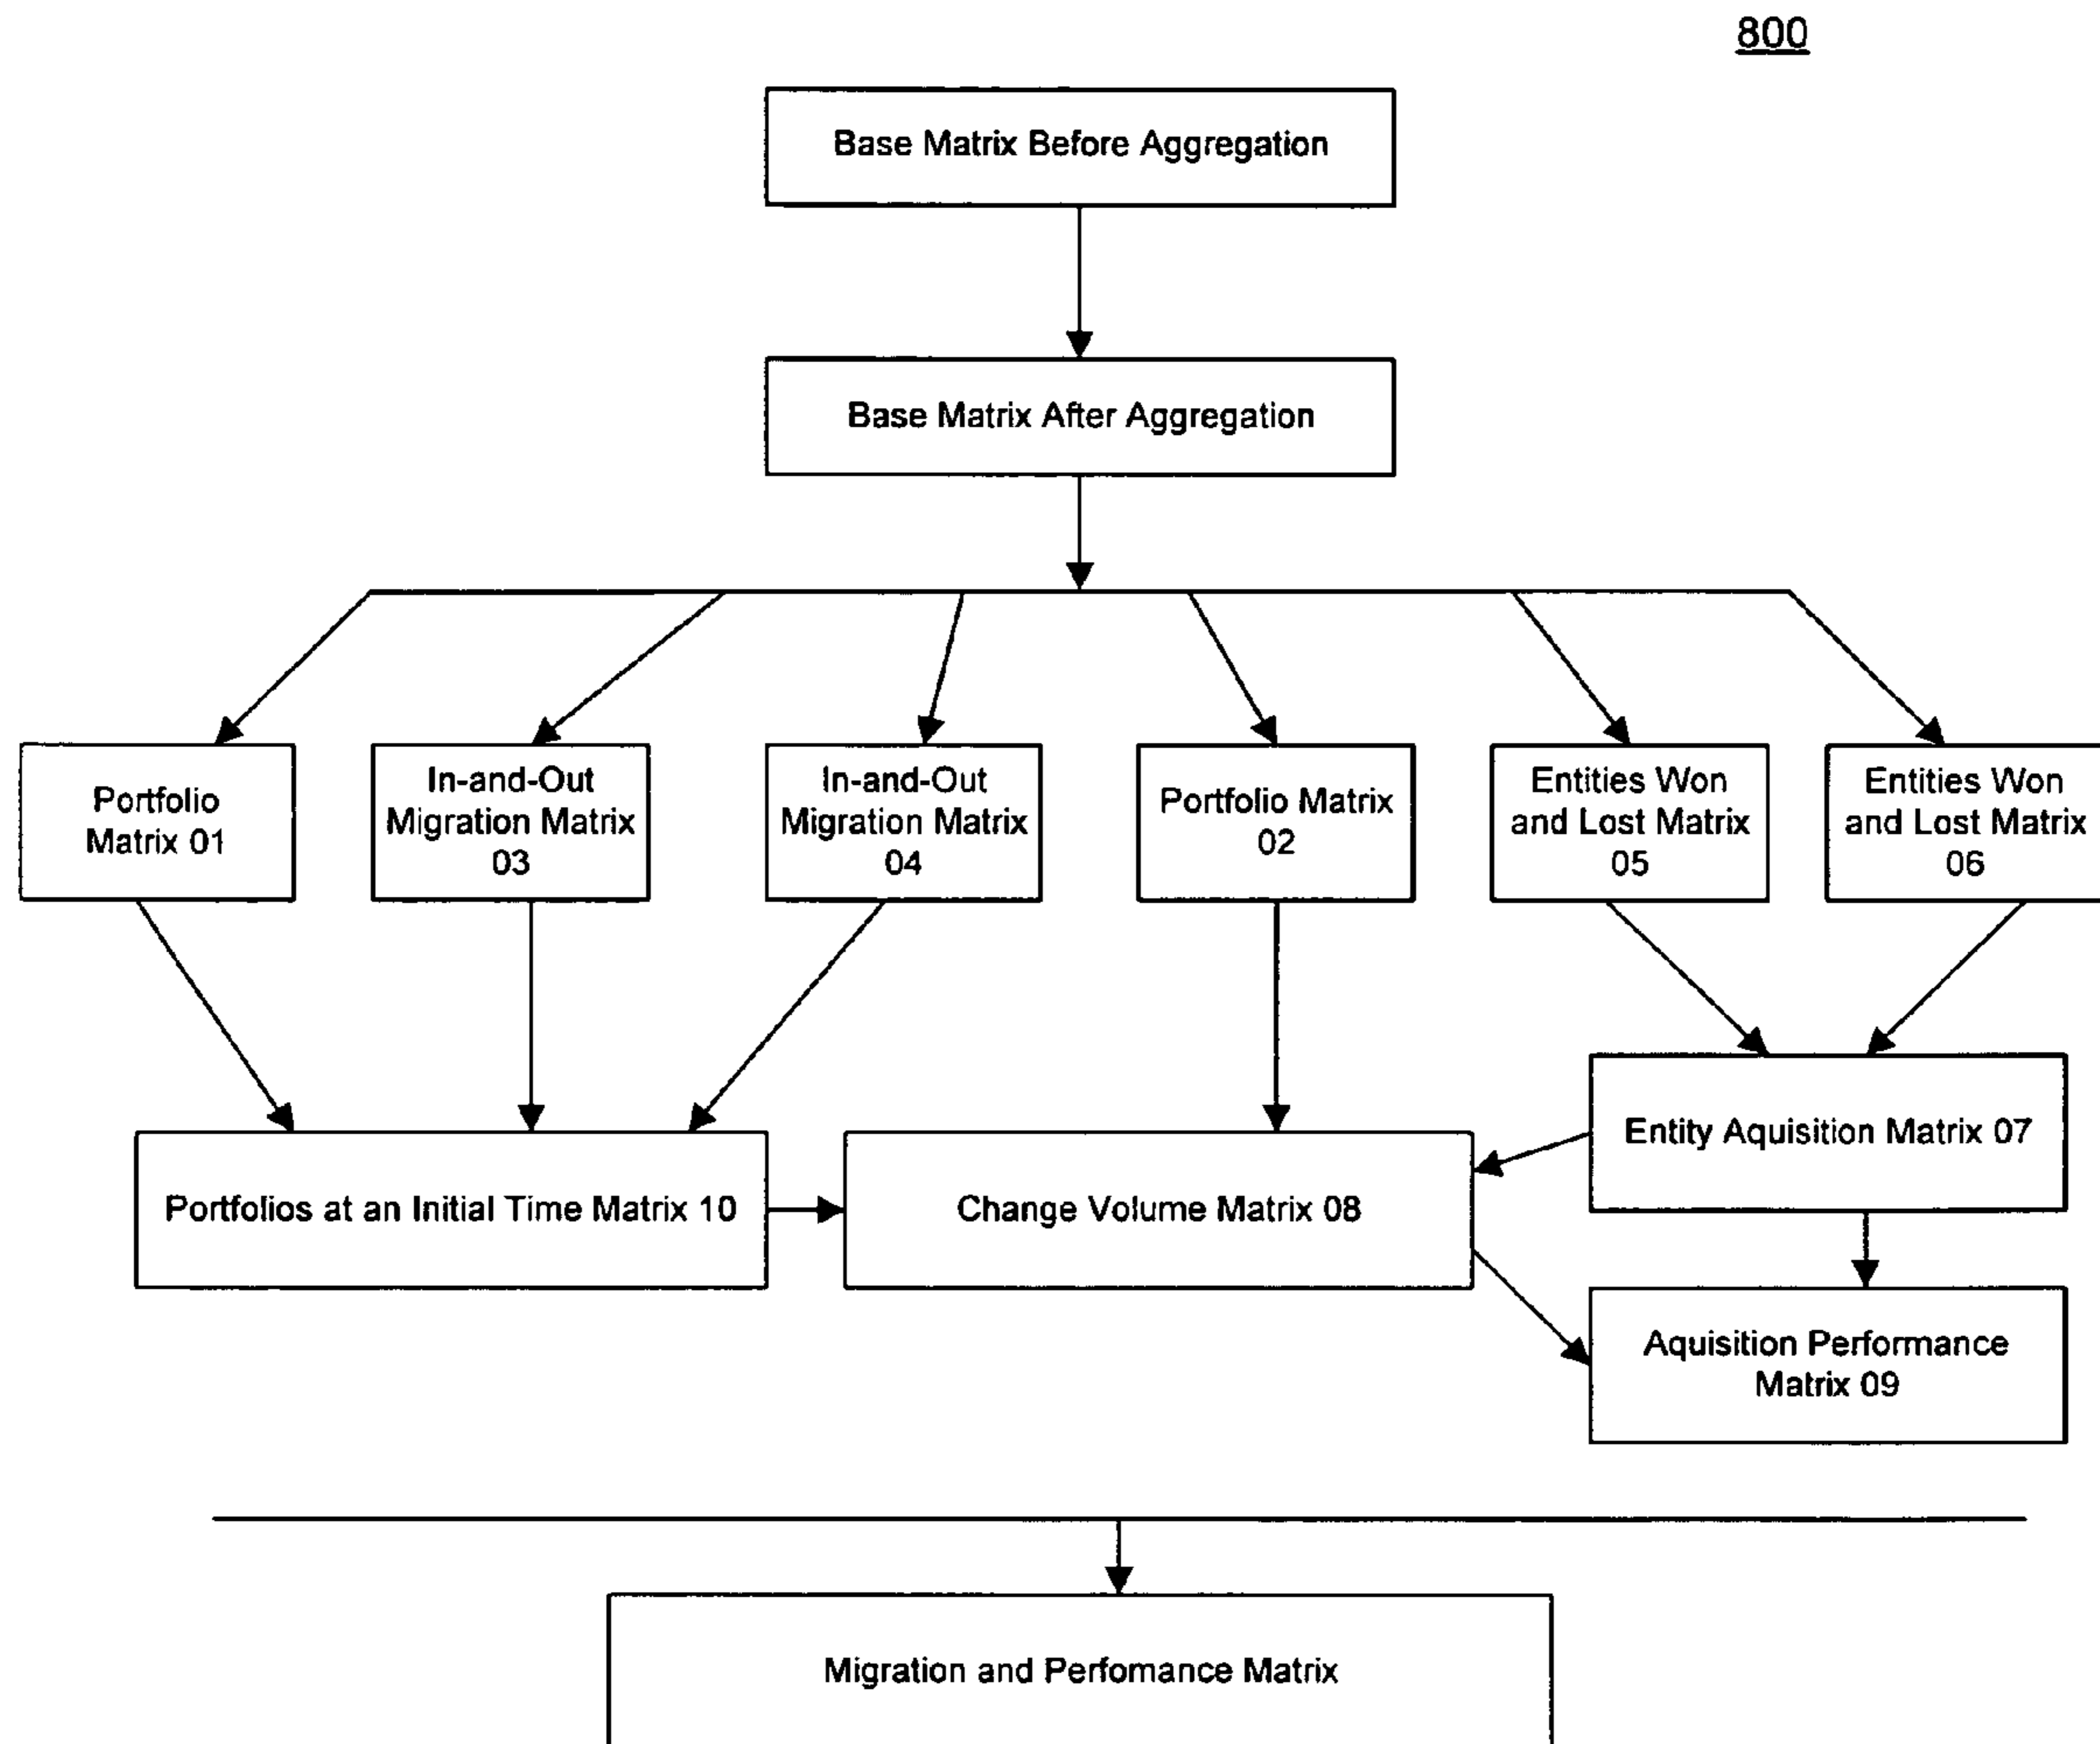 800
Base Matrix Before Aggregation
Base Matrix After Aggregation
Portfolio
Matrix 01
In-and-Out
Migration Matrix
03
In-and-Out
Migration Matrix
04
Portfolio Matrix
02
Entities Won
and Lost Matrix
05
Entities Won
and Lost Matrix
06
Entity Aquisition Matrix 07
Portfolios at an Initial Time Matrix 10
Change Volume Matrix 08
Aquisition Performance
Matrix 09
Migration and Perfomance Matrix